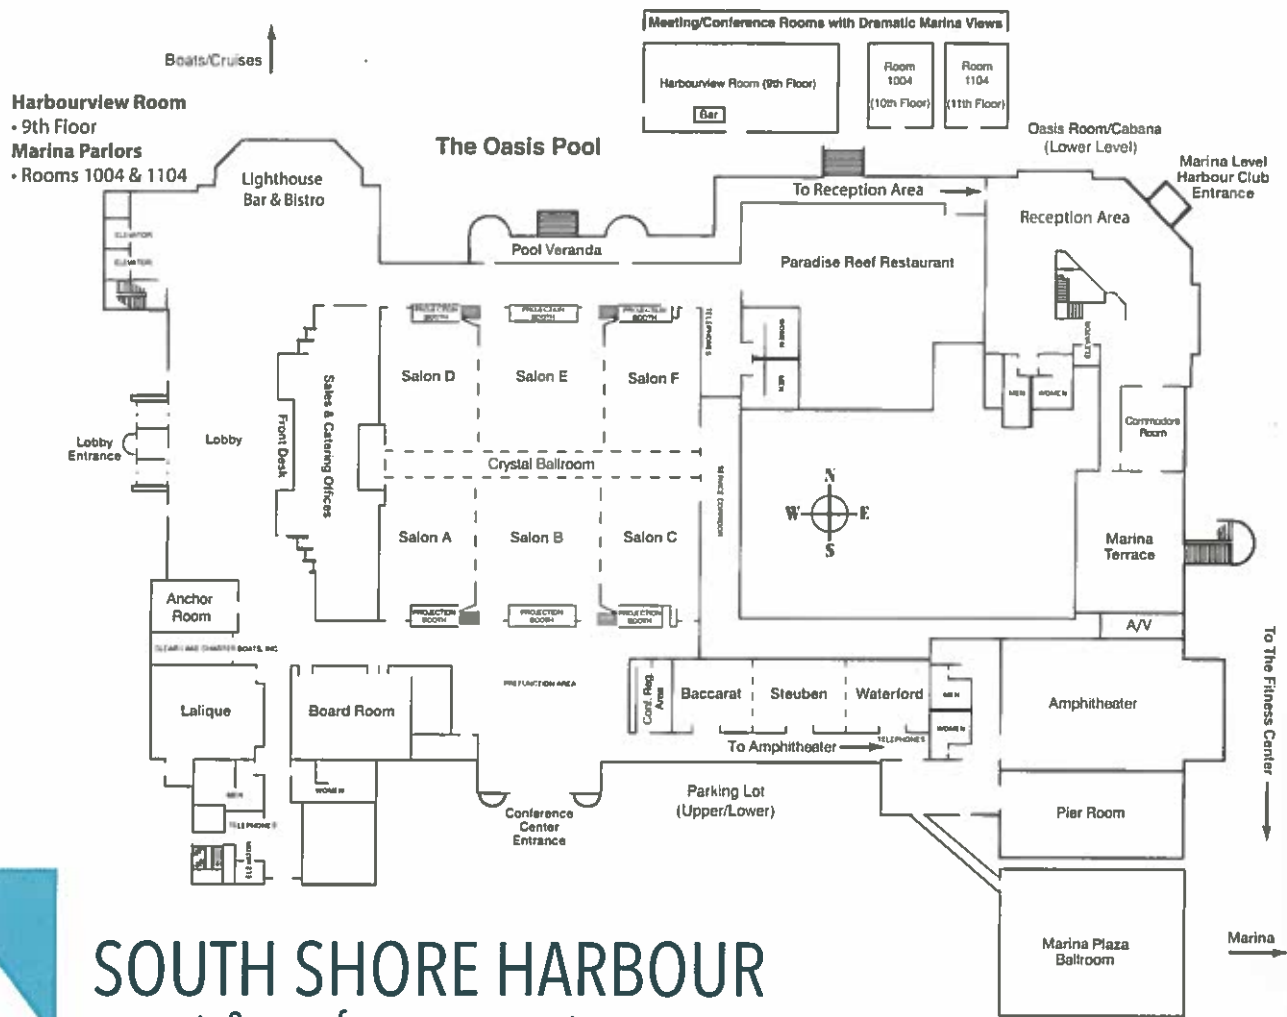 Meeting/Conference Rooms with Dramatic Marina Views
Boats/Cruises
Harbourview Room (9th Floor)
Bar
Room
1004
(10th Floor)
Room
1104
(11th Floor)
Harbourview Room
• 9th Floor
Marina Parlors
• Rooms 1004 & 1104
The Oasis Pool
Oasis Room/Cabana
(Lower Level)
Marina Level
Harbour Club
Entrance
Lighthouse
Bar & Bistro
To Reception Area
Reception Area
ELEVATOR
ELEVATOR
Pool Veranda
Paradise Reef Restaurant
PROJECTION
BOOTH
PROJECTION
BOOTH
PROJECTION
BOOTH
TELEPHONES
WOMEN
MEN
Salon D
Salon E
Salon F
Sales & Catering Offices
Front Desk
MEN
WOMEN
Commodore
Room
Lobby
Entrance
Lobby
Crystal Ballroom
SERVICE CORRIDOR
N
W
E
S
Salon A
Salon B
Salon C
Marina
Terrace
Anchor
Room
PROJECTION
BOOTH
PROJECTION
BOOTH
PROJECTION
BOOTH
A/V
CLEAR LAKE CHARTER BOATS, INC.
To The Fitness Center
PREFUNCTION AREA
Conf. Reg.
Area
Baccarat
Steuben
Waterford
MEN
WOMEN
Amphitheater
Lalique
Board Room
To Amphitheater
TELEPHONES
MEN
WOMEN
TELEPHONES
Parking Lot
(Upper/Lower)
Conference
Center
Entrance
Pier Room
Marina Plaza
Ballroom
Marina
SOUTH SHORE HARBOUR